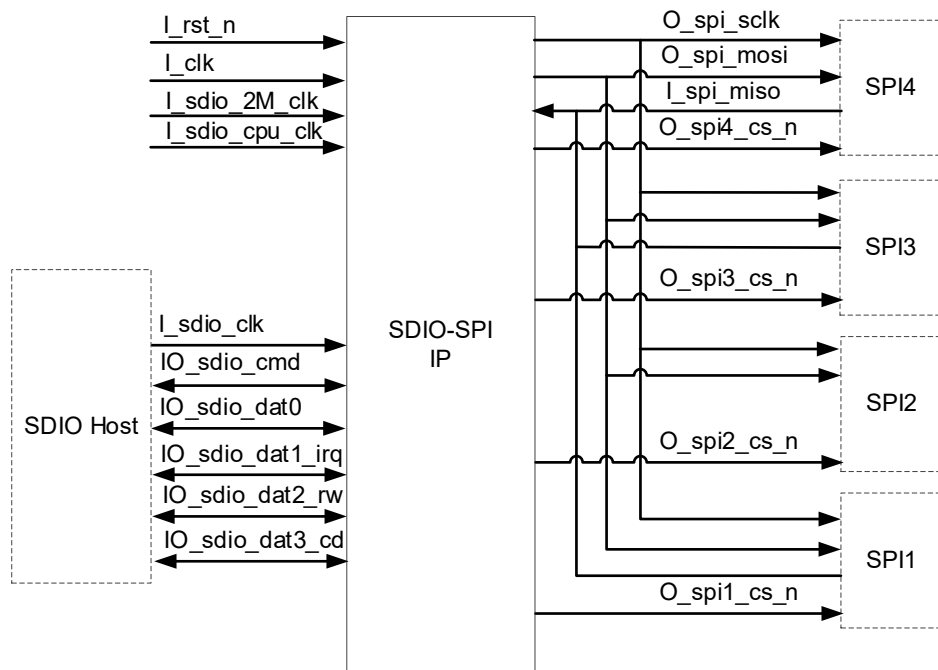 I_rst_n
I_clk
I_sdio_2M_clk
I_sdio_cpu_clk
SDIO Host
I_sdio_clk
IO_sdio_cmd
IO_sdio_dat0
IO_sdio_dat1_irq
IO_sdio_dat2_rw
IO_sdio_dat3_cd
SDIO-SPI
IP
O_spi_sclk
O_spi_mosi
I_spi_miso
O_spi4_cs_n
SPI4
O_spi3_cs_n
SPI3
O_spi2_cs_n
SPI2
O_spi1_cs_n
SPI1